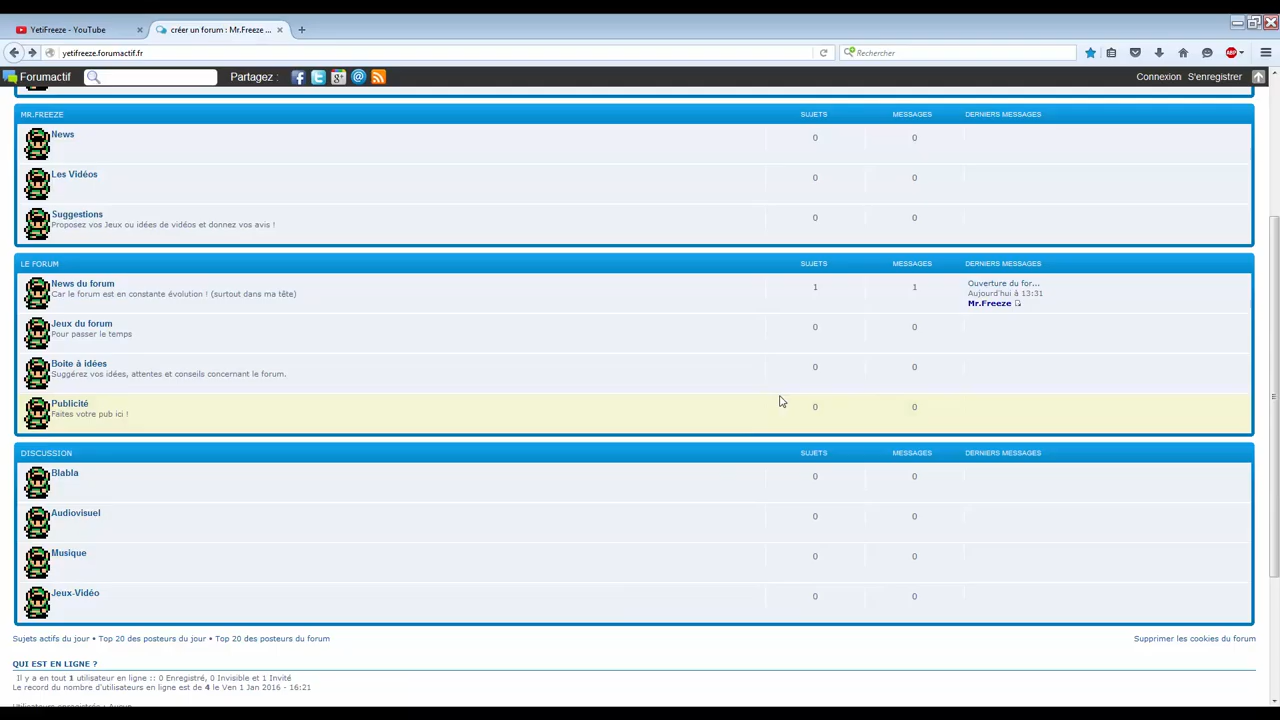 YetiFreeze - YouTube
créer un forum : Mr.Freeze ...
yetifreeze.forumactif.fr
Rechercher
ABP
Forumactif
Partagez :
Connexion S'enregistrer
MR.FREEZE SUJETS MESSAGES DERNIERS MESSAGES
News 0 0
Les Vidéos 0 0
Suggestions 0 0
Proposez vos Jeux ou idées de vidéos et donnez vos avis !
LE FORUM SUJETS MESSAGES DERNIERS MESSAGES
News du forum 1 1 Ouverture du for...
Car le forum est en constante évolution ! (surtout dans ma tête) Aujourd'hui à 13:31
Mr.Freeze
Jeux du forum 0 0
Pour passer le temps
Boite à idées 0 0
Suggérez vos idées, attentes et conseils concernant le forum.
Publicité 0 0
Faites votre pub ici !
DISCUSSION SUJETS MESSAGES DERNIERS MESSAGES
Blabla 0 0
Audiovisuel 0 0
Musique 0 0
Jeux-Vidéo 0 0
Sujets actifs du jour • Top 20 des posteurs du jour • Top 20 des posteurs du forum Supprimer les cookies du forum
QUI EST EN LIGNE ?
Il y a en tout 1 utilisateur en ligne :: 0 Enregistré, 0 Invisible et 1 Invité
Le record du nombre d'utilisateurs en ligne est de 4 le Ven 1 Jan 2016 - 16:21
Utilisateurs enregistrés : Aucun